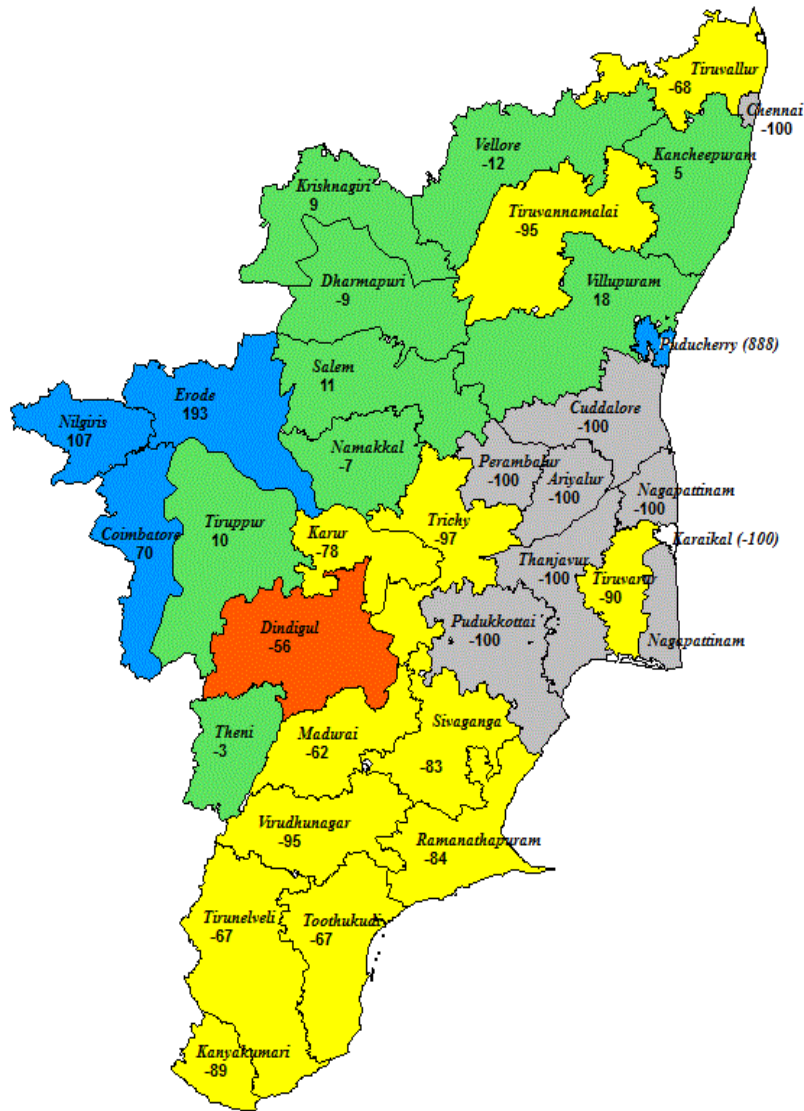 Tiruvallur
-68
Chennai
-100
Vellore
-12
Kancheepuram
5
Krishnagiri
9
Tiruvannamalai
-95
Dharmapuri
-9
Villupuram
18
Puducherry (888)
Salem
11
Erode
193
Nilgiris
107
Cuddalore
-100
Namakkal
-7
Perambalur
-100
Ariyalur
-100
Nagapattinam
-100
Coimbatore
70
Tiruppur
10
Karur
-78
Trichy
-97
Karaikal (-100)
Thanjavur
-100
Tiruvarur
-90
Dindigul
-56
Pudukkottai
-100
Nagapattinam
Theni
-3
Madurai
-62
Sivaganga
-83
Virudhunagar
-95
Ramanathapuram
-84
Tirunelveli
-67
Toothukudi
-67
Kanyakumari
-89